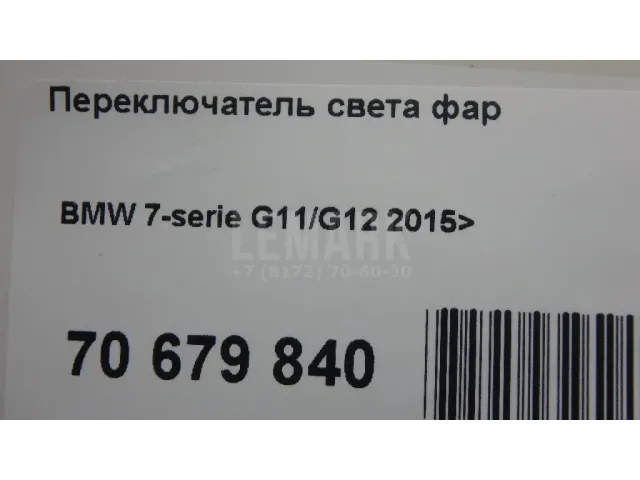 Переключатель света фар
BMW 7-serie G11/G12 2015>
LEMARK
+7 (8172) 70-60-30
70 679 840